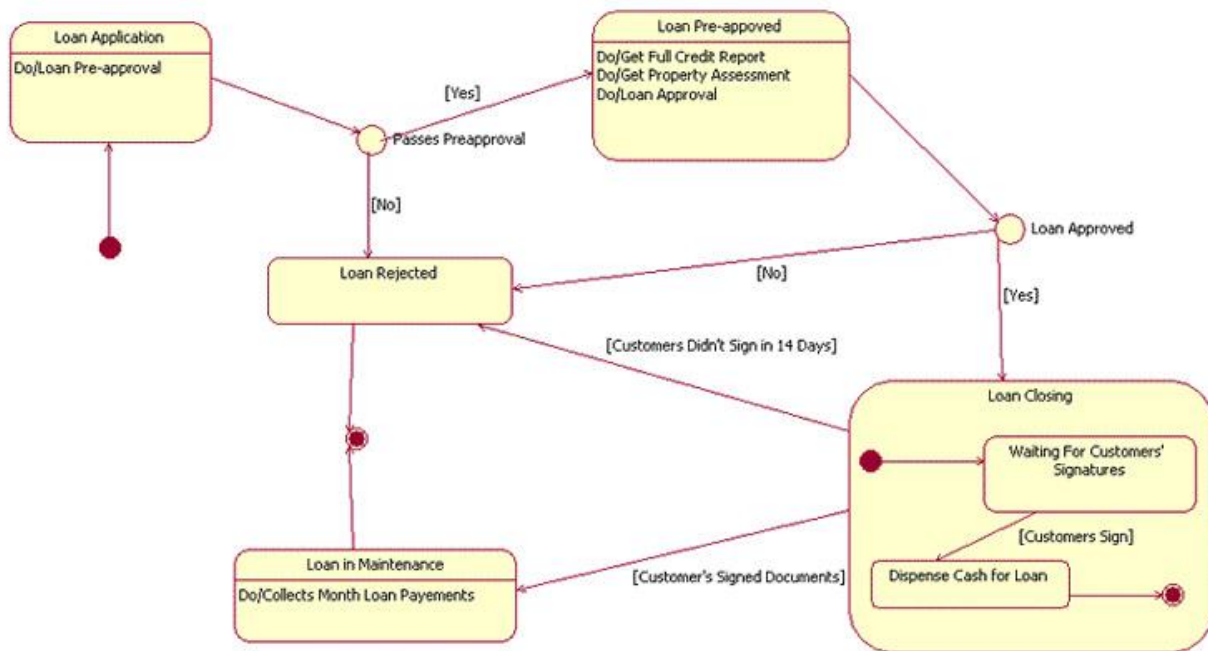 Loan Application
Do/Loan Pre-approval
Loan Pre-appoved
Do/Get Full Credit Report
Do/Get Property Assessment
Do/Loan Approval
[Yes]
Passes Preapproval
[No]
Loan Approved
Loan Rejected
[No]
[Yes]
[Customers Didn't Sign in 14 Days]
Loan Closing
Waiting For Customers'
Signatures
[Customers Sign]
Dispense Cash for Loan
[Customer's Signed Documents]
Loan in Maintenance
Do/Collects Month Loan Payements